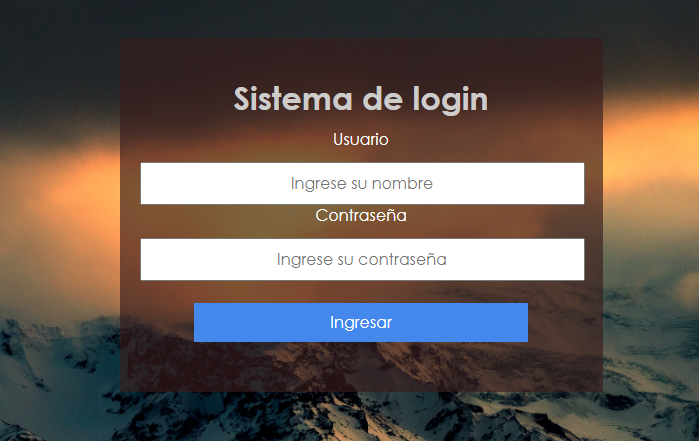 Sistema de login
Usuario
Ingrese su nombre
Contraseña
Ingrese su contraseña
Ingresar